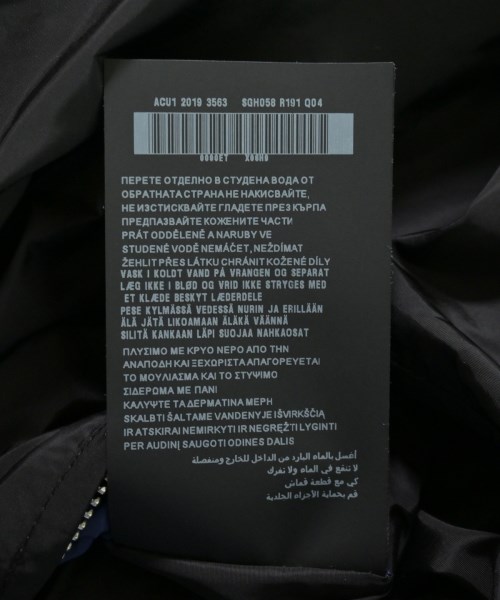 ACU1 2019 3563 SGH058 R191 Q04
ПЕРЕТЕ ОТДЕЛНО В СТУДЕНА ВОДА ОТ
ОБРАТНАТА СТРАНА НЕ НАКИСВАЙТЕ,
НЕ ИЗСТИСКВАЙТЕ ГЛАДЕТЕ ПРЕЗ КЪРПА
ПРЕДПАЗВАЙТЕ КОЖЕНИТЕ ЧАСТИ
PRÁT ODDĚLENĚ A NARUBY VE
STUDENÉ VODĚ NEMÁČET, NEŽDÍMAT
ŽEHLIT PŘES LÁTKU CHRÁNIT KOŽENÉ DÍLY
VASK I KOLDT VAND PÅ VRANGEN OG SEPARAT
LÆG IKKE I BLØD OG VRID IKKE STRYGES MED
ET KLÆDE BESKYT LÆDERDELE
PESE KYLMÄSSÄ VEDESSÄ NURIN JA ERILLÄÄN
ÄLÄ JÄTÄ LIKOAMAAN ÄLÄKÄ VÄÄNNÄ
SILITÄ KANKAAN LÄPI SUOJAA NAHKAOSAT
ΠΛΥΣΙΜΟ ΜΕ ΚΡΥΟ ΝΕΡΟ ΑΠΟ ΤΗΝ
ΑΝΑΠΟΔΗ ΚΑΙ ΞΕΧΩΡΙΣΤΑ ΑΠΑΓΟΡΕΥΕΤΑΙ
ΤΟ ΜΟΥΛΙΑΣΜΑ ΚΑΙ ΤΟ ΣΤΥΨΙΜΟ
ΣΙΔΕΡΩΜΑ ΜΕ ΠΑΝΙ
ΚΑΛΥΨΤΕ ΤΑ ΔΕΡΜΑΤΙΝΑ ΜΕΡΗ
SKALBTI ŠALTAME VANDENYJE IŠVIRKŠČIĄ
IR ATSKIRAI NEMIRKYTI IR NEGRĘŽTI LYGINTI
PER AUDINĮ SAUGOTI ODINES DALIS
أغسل بالماء البارد من الداخل للخارج ومنفصلة
لا تنقع في الماء ولا تفرك
كي مع قطعة قماش
قم بحماية الأجزاء الجلدية